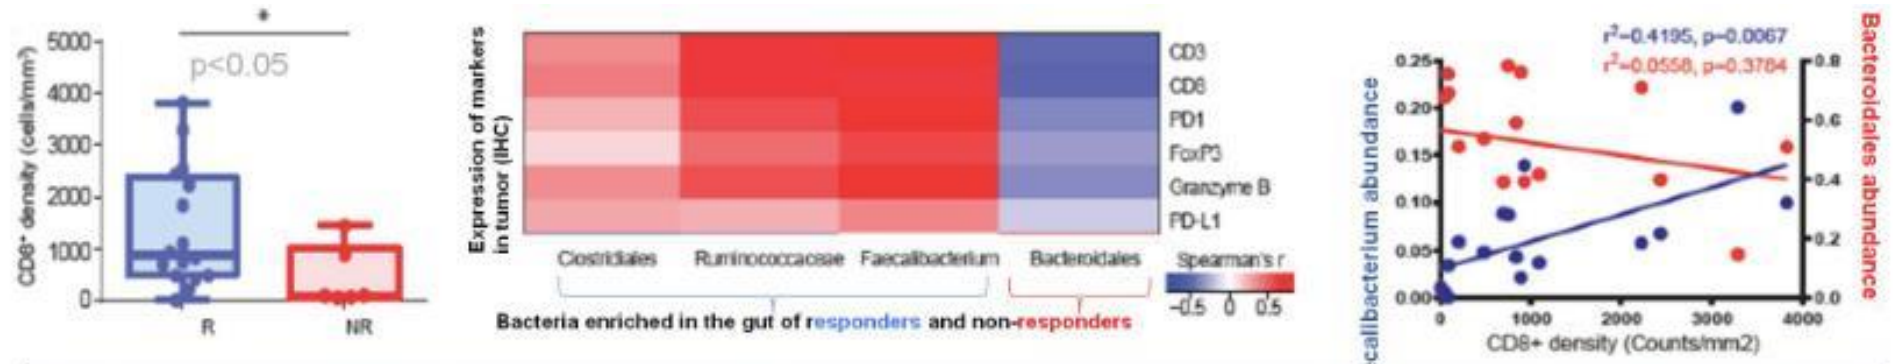 *
p<0.05
CD8+ density (cells/mm³)
5000
4000
3000
2000
1000
0
R
NR
Expression of markers
in tumor (IHC)
CD3
CD8
PD1
FoxP3
Granzyme B
PD-L1
Clostridiales
Ruminococcaceae
Faecalibacterium
Bacteroidales
Spearman's r
-0.5
0
0.5
Bacteria enriched in the gut of responders and non-responders
r²=0.4195, p=0.0067
r²=0.0558, p=0.3784
calibacterium abundance
0.25
0.20
0.15
0.10
0.05
0.00
0.8
0.6
0.4
0.2
0.0
Bacteroidales abundance
0
1000
2000
3000
4000
CD8+ density (Counts/mm2)